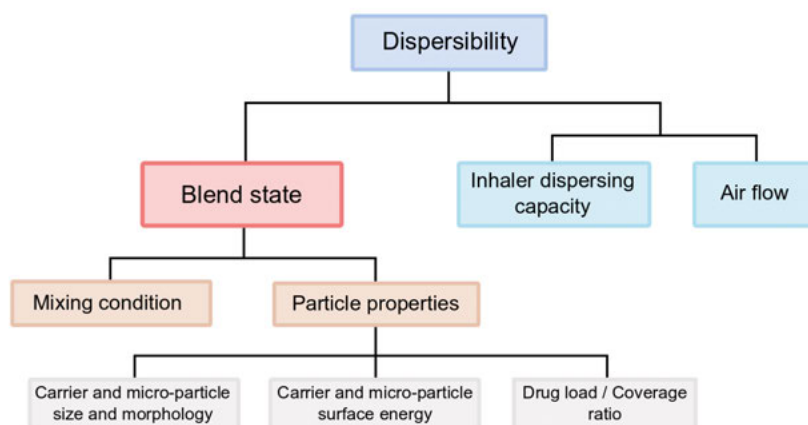 Dispersibility
Blend state
Inhaler dispersing
capacity
Air flow
Mixing condition
Particle properties
Carrier and micro-particle
size and morphology
Carrier and micro-particle
surface energy
Drug load / Coverage
ratio